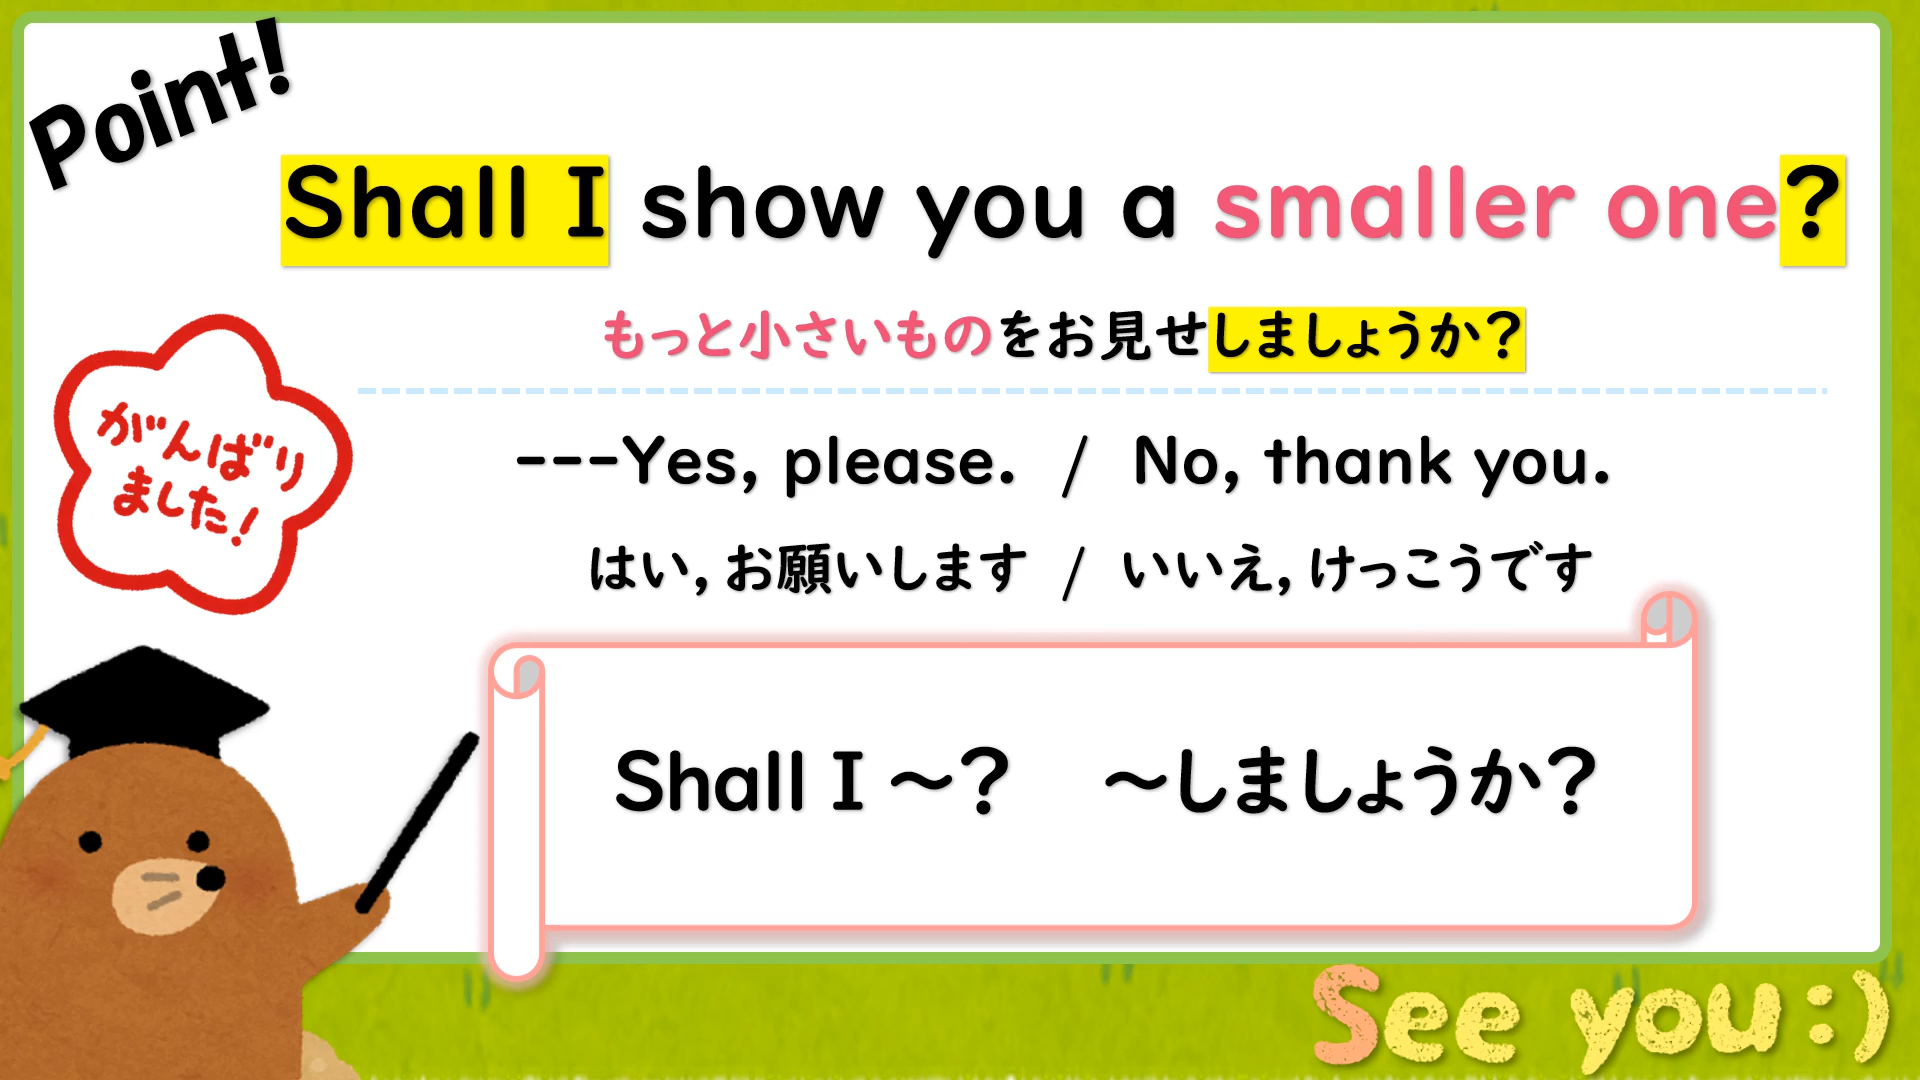 Point!
Shall I show you a smaller one?
もっと小さいものをお見せしましょうか?
---Yes, please. / No, thank you.
はい, お願いします / いいえ, けっこうです
がんばり
ました!
Shall I ～? ～しましょうか?
See you :)